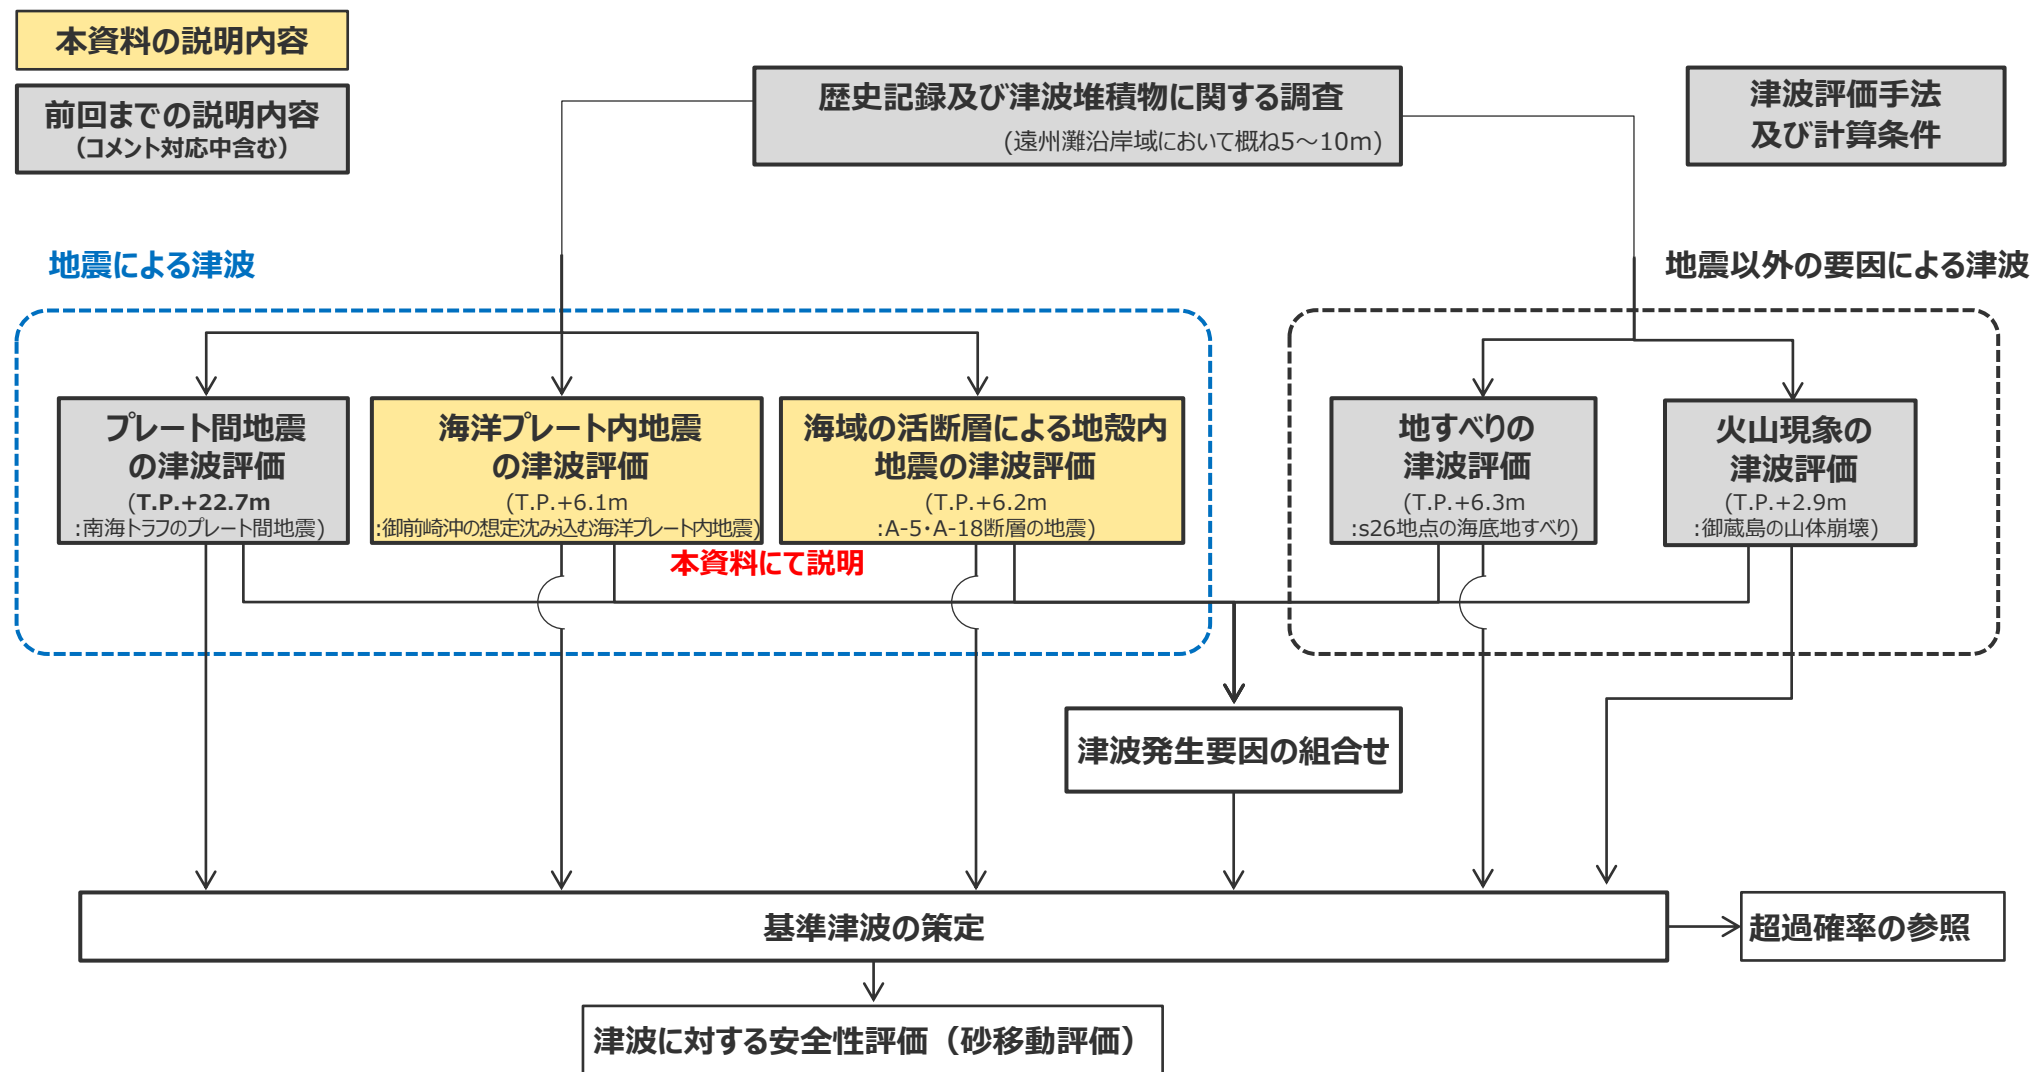 本資料の説明内容
前回までの説明内容
（コメント対応中含む）
歴史記録及び津波堆積物に関する調査
(遠州灘沿岸域において概ね5～10m)
津波評価手法
及び計算条件
地震による津波
地震以外の要因による津波
プレート間地震
の津波評価
(T.P.+22.7m
:南海トラフのプレート間地震)
海洋プレート内地震
の津波評価
(T.P.+6.1m
:御前崎沖の想定沈み込む海洋プレート内地震)
海域の活断層による地殻内
地震の津波評価
(T.P.+6.2m
:A-5・A-18断層の地震)
地すべりの
津波評価
(T.P.+6.3m
:s26地点の海底地すべり)
火山現象の
津波評価
(T.P.+2.9m
:御蔵島の山体崩壊)
本資料にて説明
津波発生要因の組合せ
基準津波の策定
超過確率の参照
津波に対する安全性評価（砂移動評価）